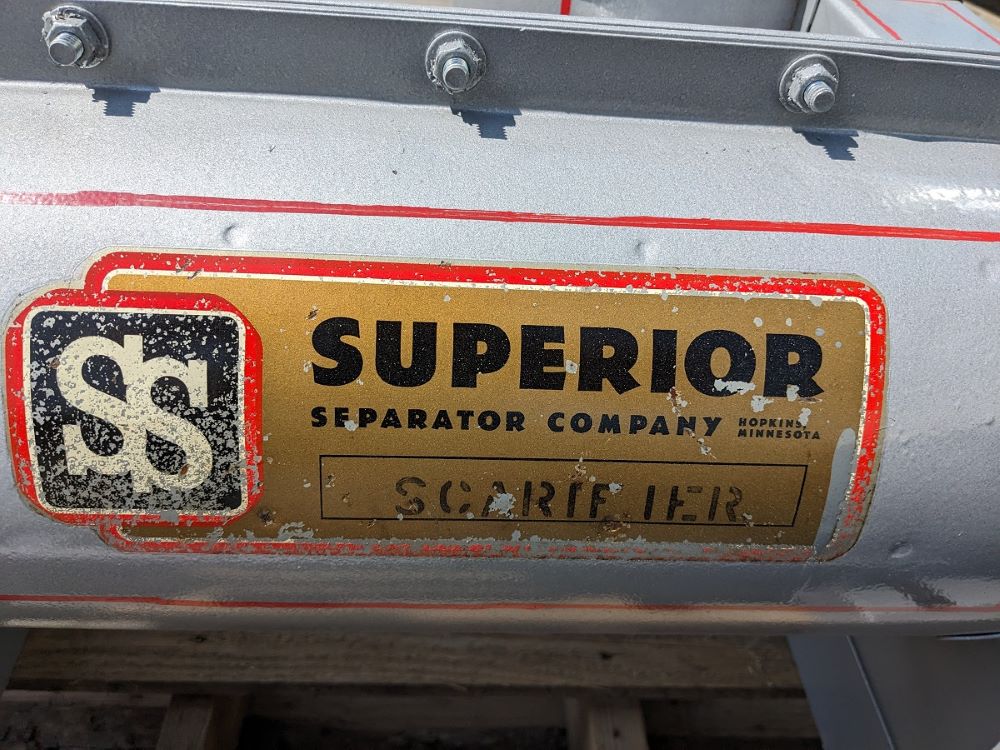 SS
SUPERIOR
SEPARATOR COMPANY HOPKINS, MINNESOTA
SCARIFIER